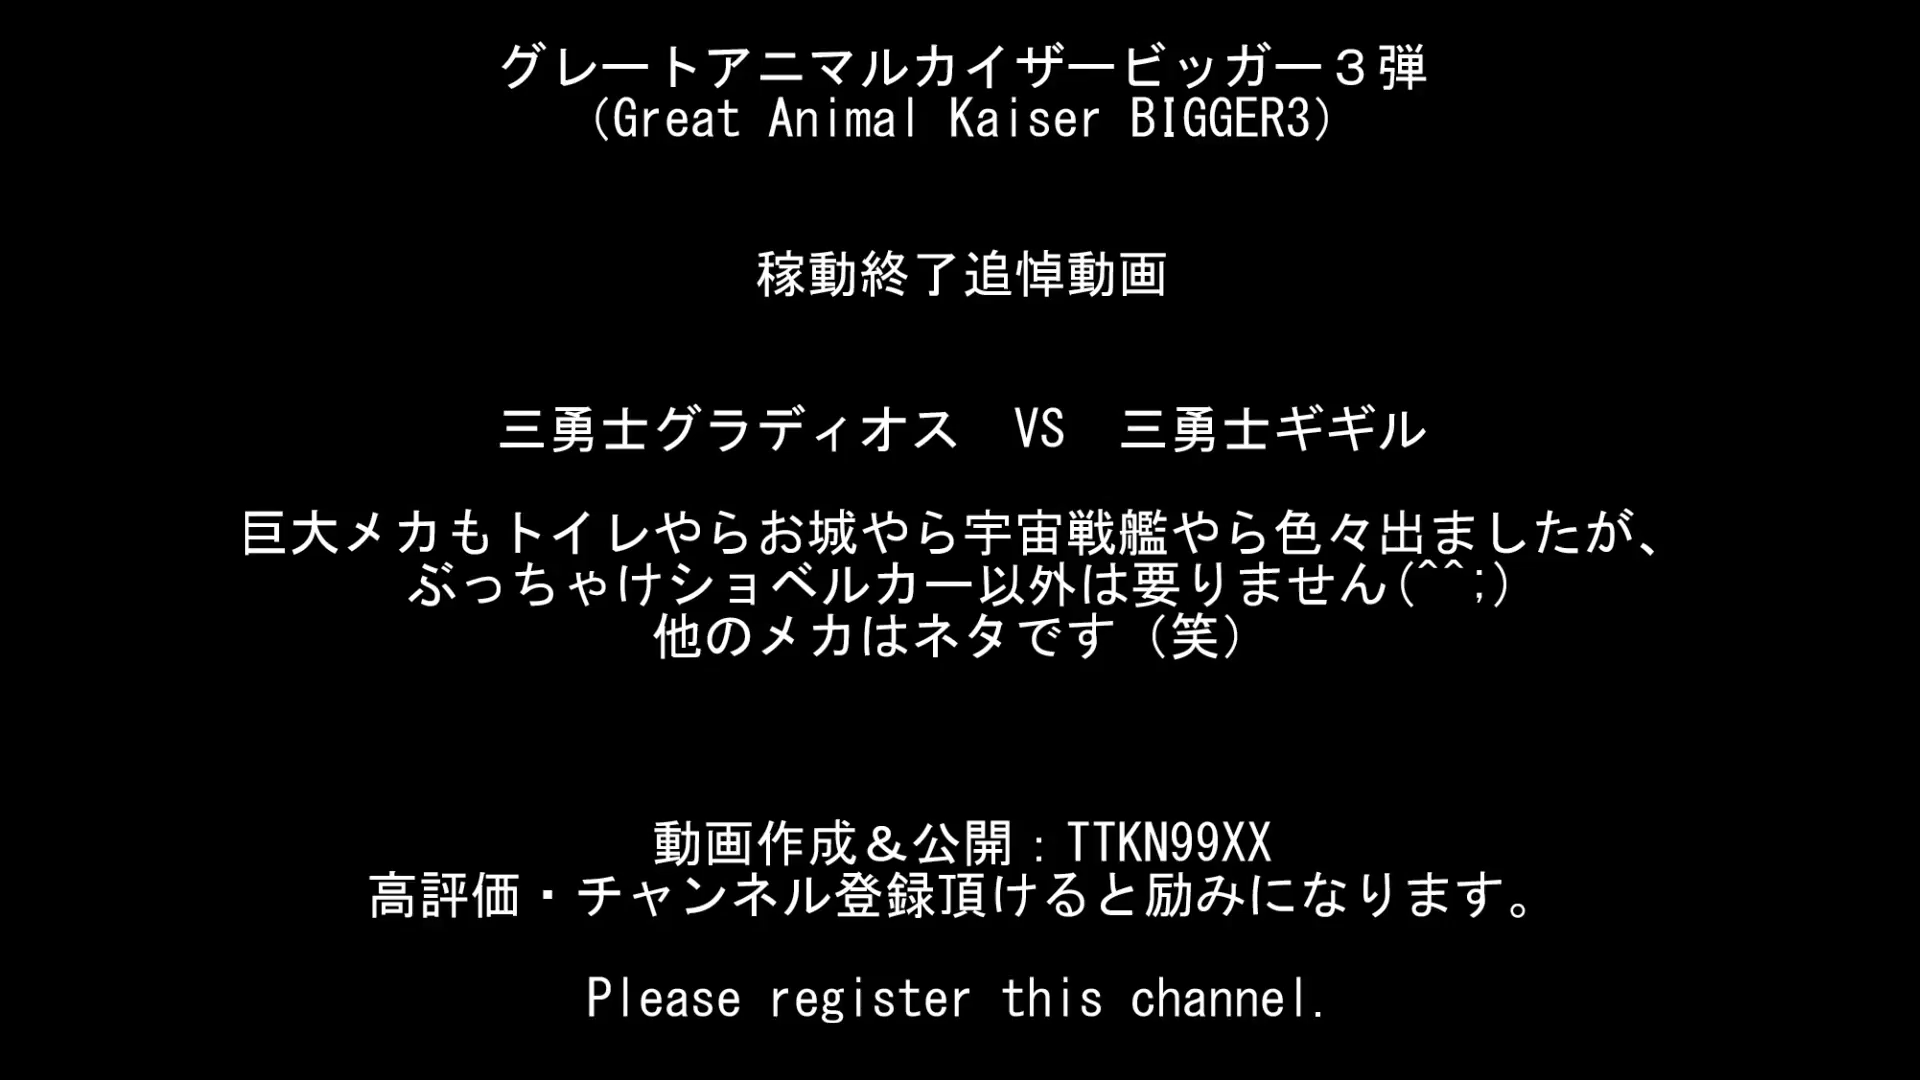 グレートアニマルカイザービッガー３弾
(Great Animal Kaiser BIGGER3)
稼動終了追悼動画
三勇士グラディオス　VS　三勇士ギギル
巨大メカもトイレやらお城やら宇宙戦艦やら色々出ましたが、
ぶっちゃけショベルカー以外は要りません(^^;)
他のメカはネタです（笑）
動画作成＆公開：TTKN99XX
高評価・チャンネル登録頂けると励みになります。
Please register this channel.